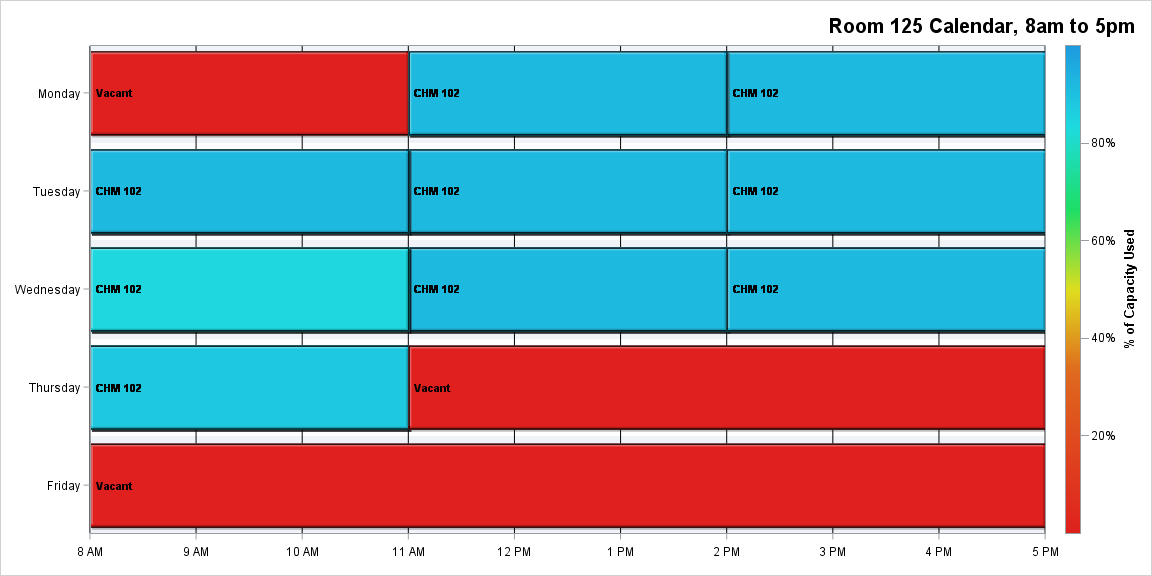 Room 125 Calendar, 8am to 5pm
Monday
Vacant
CHM 102
CHM 102
Tuesday
CHM 102
CHM 102
CHM 102
Wednesday
CHM 102
CHM 102
CHM 102
Thursday
CHM 102
Vacant
Friday
Vacant
8 AM
9 AM
10 AM
11 AM
12 PM
1 PM
2 PM
3 PM
4 PM
5 PM
80%
60%
40%
20%
% of Capacity Used